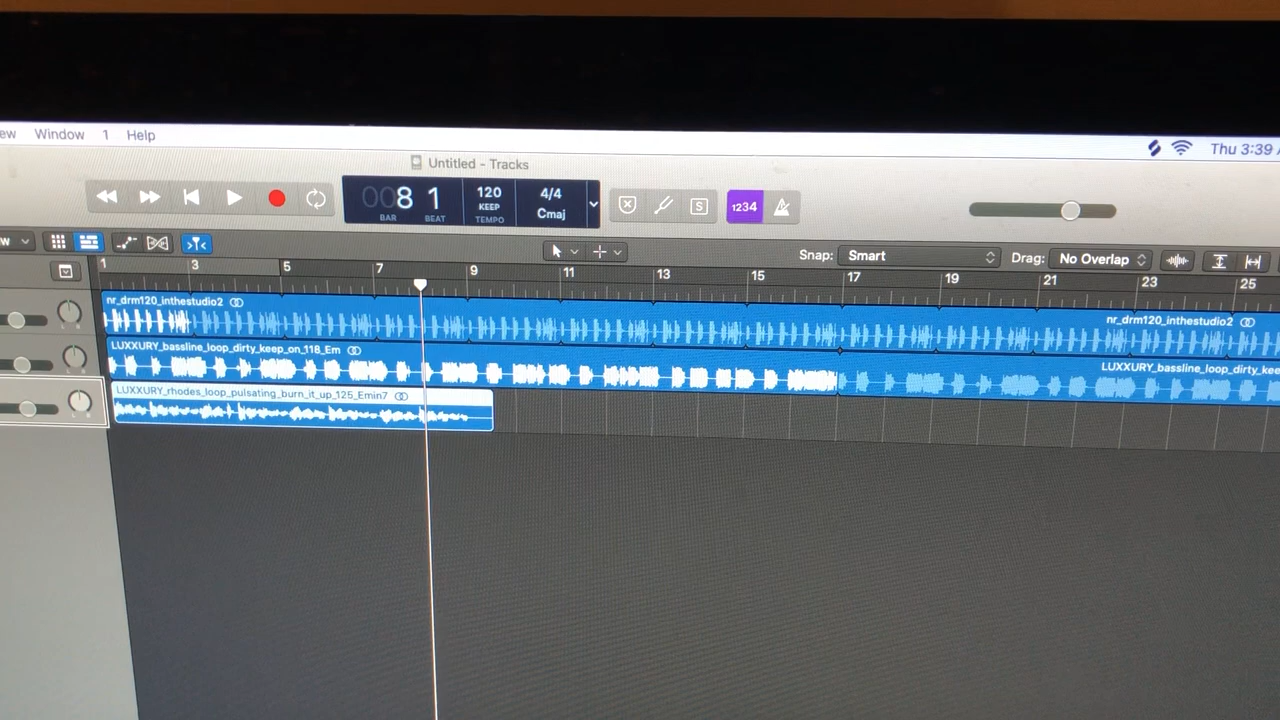 ew Window 1 Help
Thu 3:39
Untitled - Tracks
008 1 120 KEEP 4/4 Cmaj
BAR BEAT TEMPO
S 1234
w Snap: Smart Drag: No Overlap
1 3 5 7 9 11 13 15 17 19 21 23 25
nr_drm120_inthestudio2 nr_drm120_inthestudio2
LUXXURY_bassline_loop_dirty_keep_on_118_Em LUXXURY_bassline_loop_dirty_kee
LUXXURY_rhodes_loop_pulsating_burn_it_up_125_Emin7